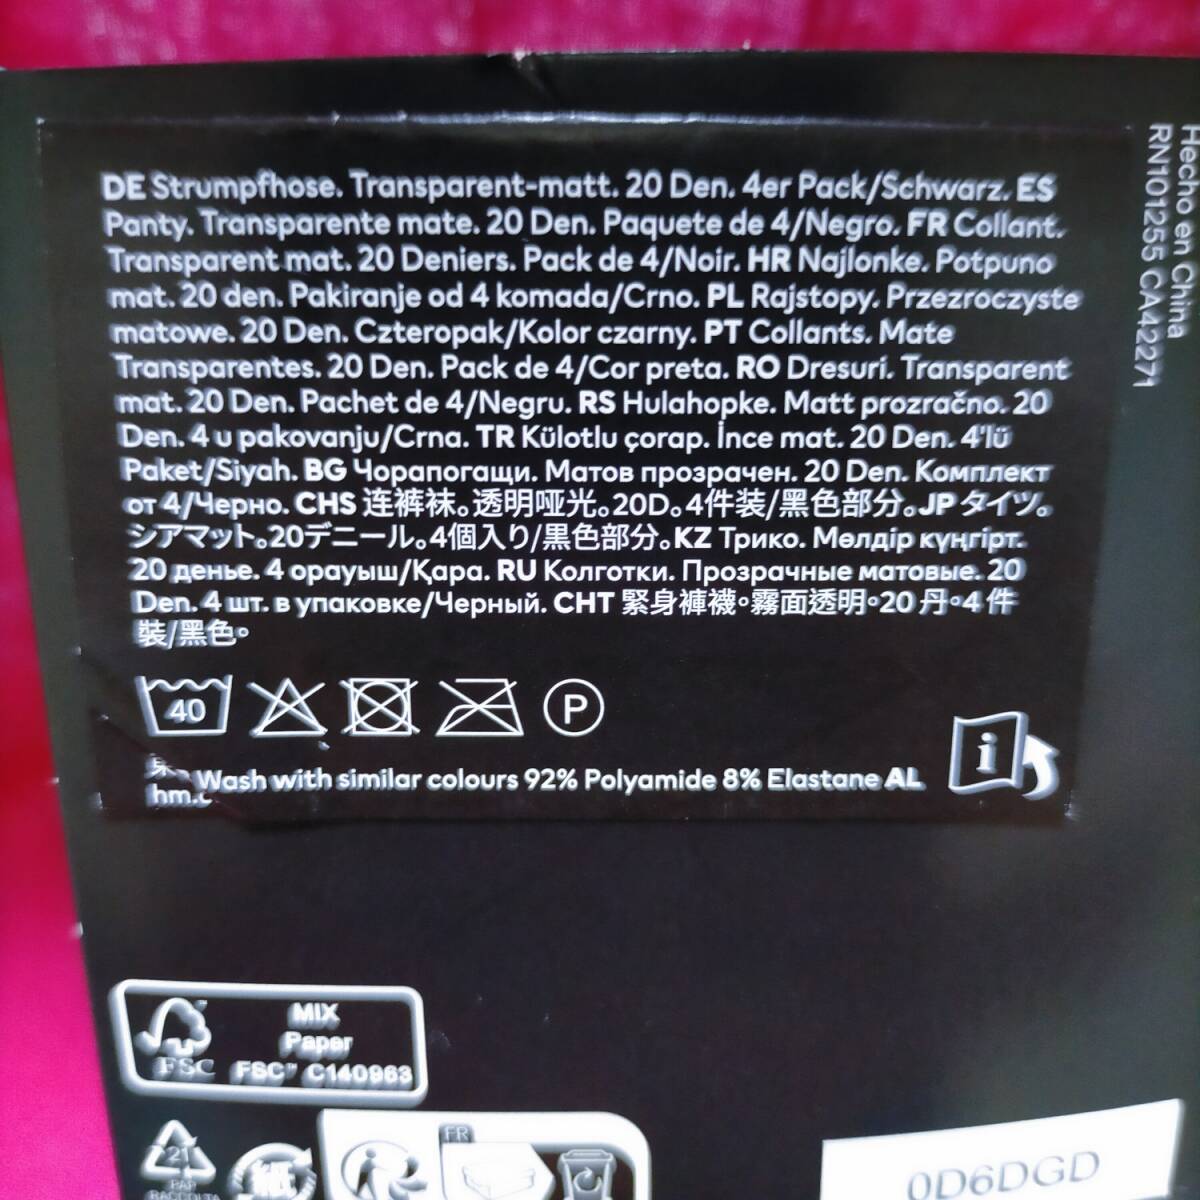 DE Strumpfhose. Transparent-matt. 20 Den. 4er Pack/Schwarz. ES
Panty. Transparente mate. 20 Den. Paquete de 4/Negro. FR Collant.
Transparent mat. 20 Deniers. Pack de 4/Noir. HR Najlonke. Potpuno
mat. 20 den. Pakiranje od 4 komada/Crno. PL Rajstopy. Przezroczyste
matowe. 20 Den. Czteropak/Kolor czarny. PT Collants. Mate
Transparentes. 20 Den. Pack de 4/Cor preta. RO Dresuri. Transparent
mat. 20 Den. Pachet de 4/Negru. RS Hulahopke. Matt prozračno. 20
Den. 4 u pakovanju/Crna. TR Külotlu çorap. İnce mat. 20 Den. 4'lü
Paket/Siyah. BG Чорапогащи. Матов прозрачен. 20 Den. Комплект
от 4/Черно. CHS 连裤袜。透明哑光。20D。4件装/黑色部分。JP タイツ。
シアマット。20デニール。4個入り/黒色部分。KZ Трико. Мөлдір күңгірт.
20 денье. 4 орауыш/Қара. RU Колготки. Прозрачные матовые. 20
Den. 4 шт. в упаковке/Черный. CHT 緊身褲襪。霧面透明。20 丹。4 件
裝/黑色。
40
P
Wash with similar colours 92% Polyamide 8% Elastane AL
hm.c
i
Hecho en China
RN101255 CA42271
MIX
Paper
FSC
FSC™ C140963
21
PAP
RACCOLTA
紙
FR
0D6DGD